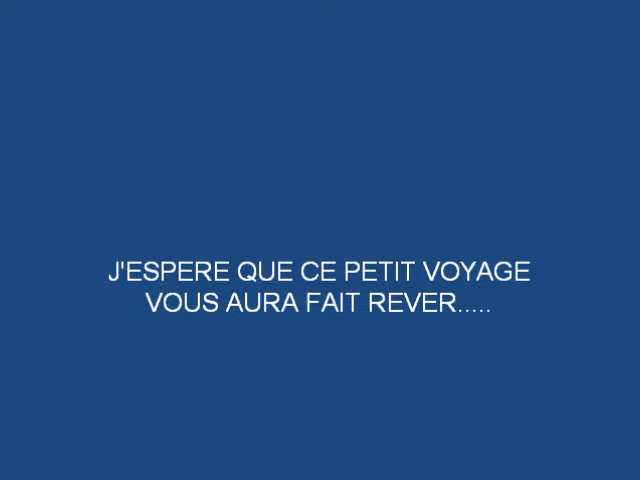 J'ESPERE QUE CE PETIT VOYAGE
VOUS AURA FAIT REVER.....